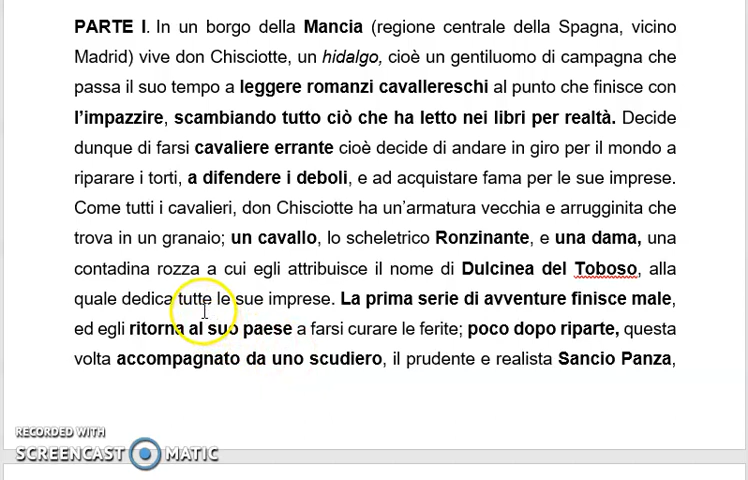 PARTE I. In un borgo della Mancia (regione centrale della Spagna, vicino
Madrid) vive don Chisciotte, un hidalgo, cioè un gentiluomo di campagna che
passa il suo tempo a leggere romanzi cavallereschi al punto che finisce con
l'impazzire, scambiando tutto ciò che ha letto nei libri per realtà. Decide
dunque di farsi cavaliere errante cioè decide di andare in giro per il mondo a
riparare i torti, a difendere i deboli, e ad acquistare fama per le sue imprese.
Come tutti i cavalieri, don Chisciotte ha un'armatura vecchia e arrugginita che
trova in un granaio; un cavallo, lo scheletrico Ronzinante, e una dama, una
contadina rozza a cui egli attribuisce il nome di Dulcinea del Toboso, alla
quale dedica tutte le sue imprese. La prima serie di avventure finisce male,
ed egli ritorna al suo paese a farsi curare le ferite; poco dopo riparte, questa
volta accompagnato da uno scudiero, il prudente e realista Sancio Panza,
RECORDED WITH
SCREENCAST MATIC